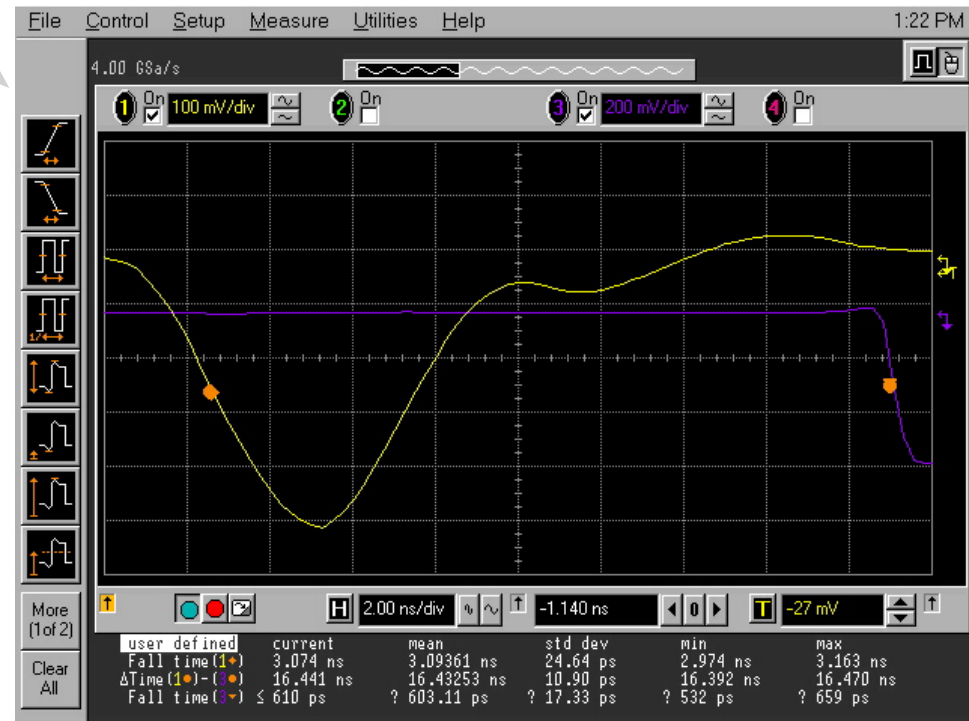 File Control Setup Measure Utilities Help 1:22 PM
4.00 GSa/s
1 On 100 mV/div 2 On 3 On 200 mV/div 4 On
T
More
(1of 2)
Clear
All
H 2.00 ns/div -1.140 ns 0 T -27 mV
user defined current mean std dev min max
Fall time(1) 3.074 ns 3.09361 ns 24.64 ps 2.974 ns 3.163 ns
ΔTime(1)-(3) 16.441 ns 16.43253 ns 10.90 ps 16.392 ns 16.470 ns
Fall time(3) ≤ 610 ps ? 603.11 ps ? 17.33 ps ? 532 ps ? 659 ps